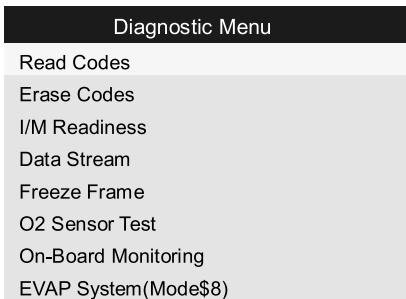 Diagnostic Menu
Read Codes
Erase Codes
I/M Readiness
Data Stream
Freeze Frame
O2 Sensor Test
On-Board Monitoring
EVAP System(Mode$8)